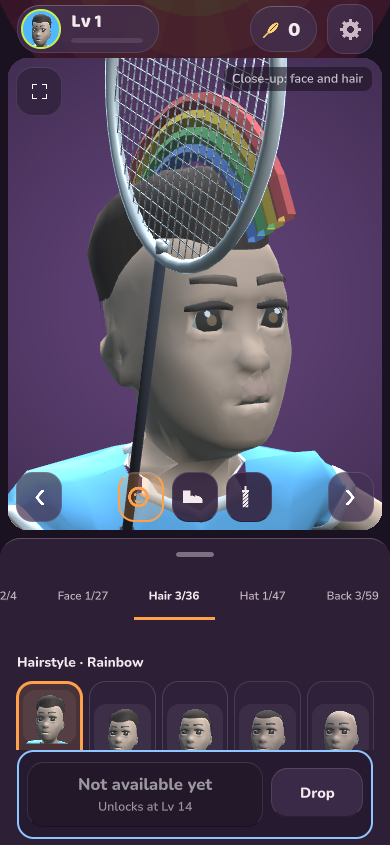 Lv 1
0
Close-up: face and hair
2/4
Face 1/27
Hair 3/36
Hat 1/47
Back 3/59
Hairstyle · Rainbow
Not available yet
Unlocks at Lv 14
Drop